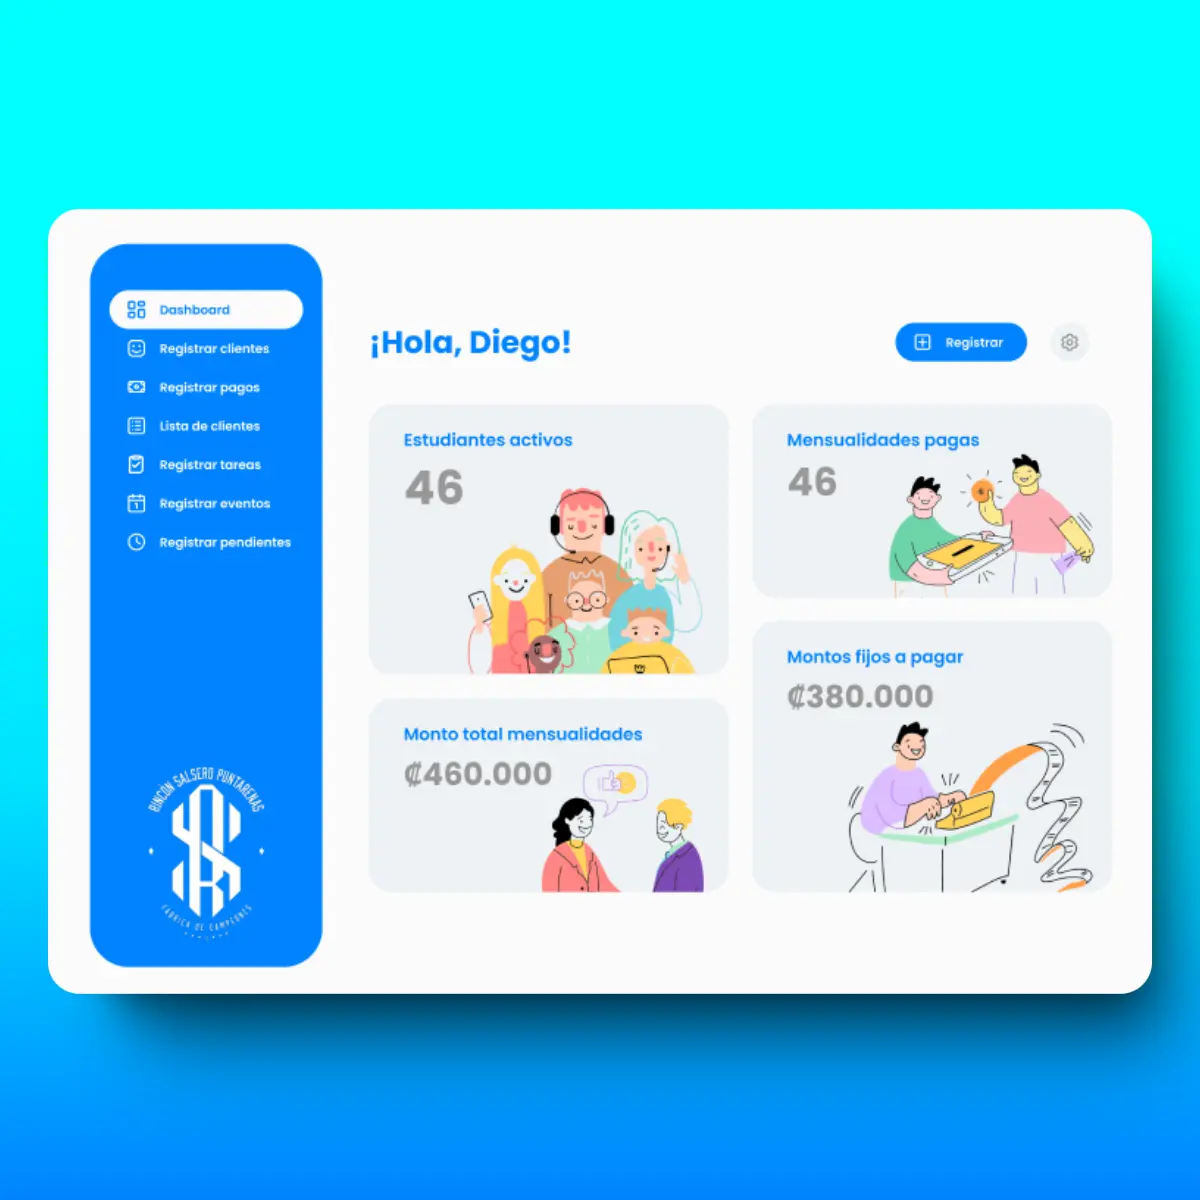 Dashboard
Registrar clientes
Registrar pagos
Lista de clientes
Registrar tareas
Registrar eventos
Registrar pendientes
RINCON SALSERO PUNTARENAS
FABRICA DE CAMPEONES
¡Hola, Diego!
Registrar
Estudiantes activos
46
Mensualidades pagas
46
Monto total mensualidades
₡460.000
Montos fijos a pagar
₡380.000